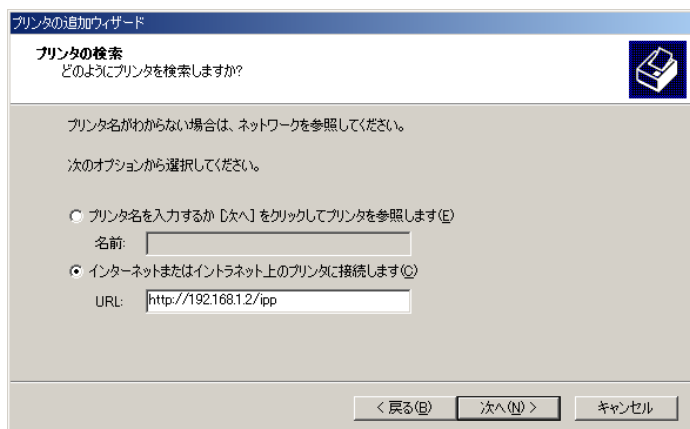 プリンタの追加ウィザード
プリンタの検索
どのようにプリンタを検索しますか?
プリンタ名がわからない場合は、ネットワークを参照してください。
次のオプションから選択してください。
プリンタ名を入力するか [次へ] をクリックしてプリンタを参照します(E)
名前:
インターネットまたはイントラネット上のプリンタに接続します(C)
URL: http://192.168.1.2/ipp
< 戻る(B) 次へ(N) > キャンセル